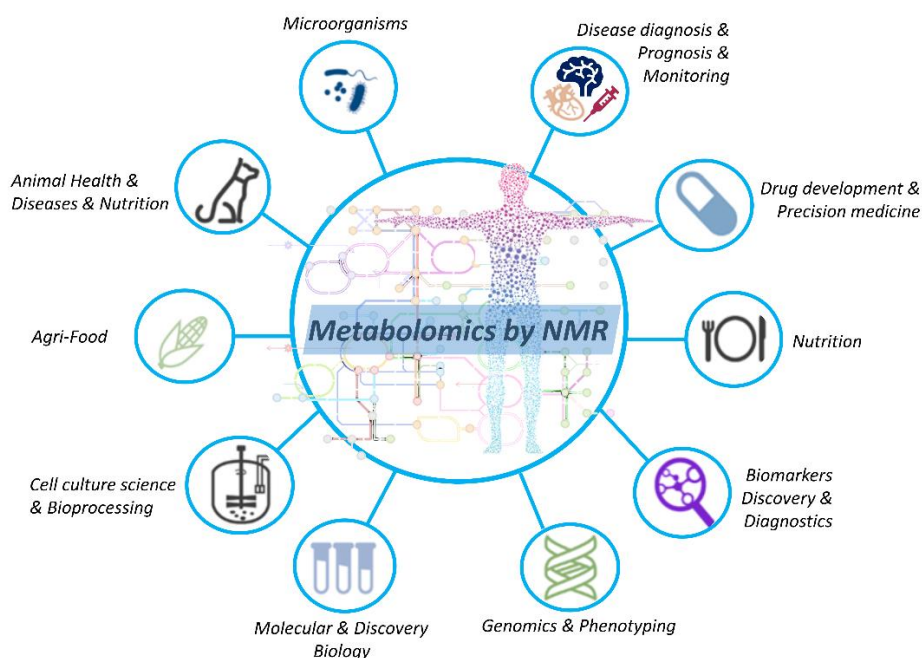 Microorganisms
Disease diagnosis &
Prognosis &
Monitoring
Animal Health &
Diseases & Nutrition
Drug development &
Precision medicine
Agri-Food
Metabolomics by NMR
Nutrition
Cell culture science
& Bioprocessing
Biomarkers
Discovery &
Diagnostics
Molecular & Discovery
Biology
Genomics & Phenotyping